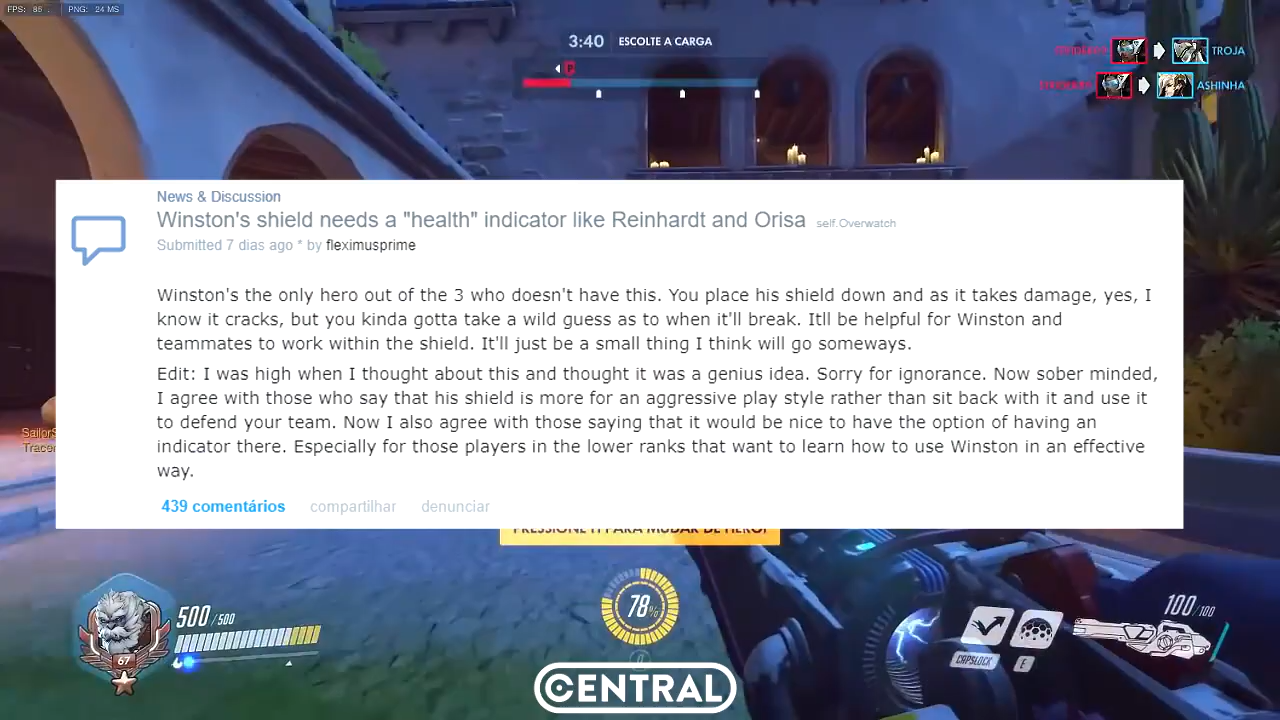 FPS: 85
PNG: 24 MS
3:40 ESCOLTE A CARGA
TROJA
ASHINHA
News & Discussion
Winston's shield needs a "health" indicator like Reinhardt and Orisa self.Overwatch
Submitted 7 dias ago * by fleximusprime
Winston's the only hero out of the 3 who doesn't have this. You place his shield down and as it takes damage, yes, I
know it cracks, but you kinda gotta take a wild guess as to when it'll break. Itll be helpful for Winston and
teammates to work within the shield. It'll just be a small thing I think will go someways.
Edit: I was high when I thought about this and thought it was a genius idea. Sorry for ignorance. Now sober minded,
I agree with those who say that his shield is more for an aggressive play style rather than sit back with it and use it
to defend your team. Now I also agree with those saying that it would be nice to have the option of having an
indicator there. Especially for those players in the lower ranks that want to learn how to use Winston in an effective
way.
439 comentários compartilhar denunciar
PRESSIONE H PARA MUDAR DE HERÓI
500/500
67
78%
Q
CAPSLOCK
E
100/100
CENTRAL